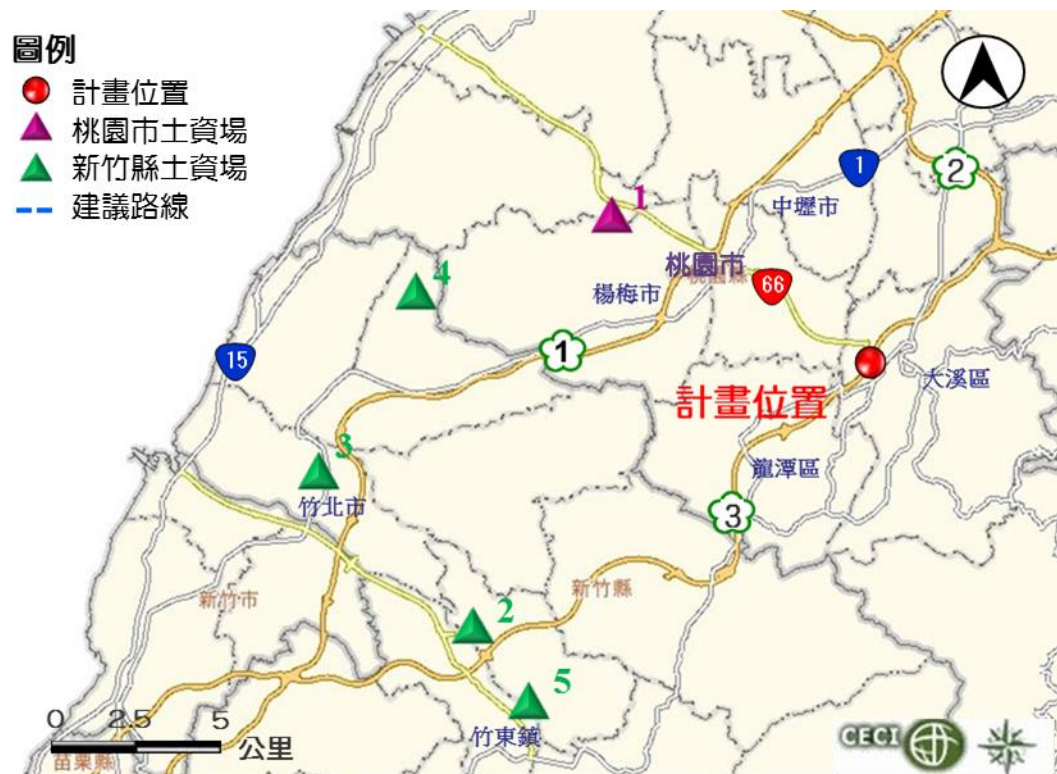 圖例
計畫位置
桃園市土資場
新竹縣土資場
建議路線
1
2
1
中壢市
桃園市
4
楊梅市
66
15
1
大溪區
計畫位置
3
龍潭區
竹北市
3
新竹縣
新竹市
2
5
竹東鎮
0 2.5 5
公里
苗栗縣
CECI